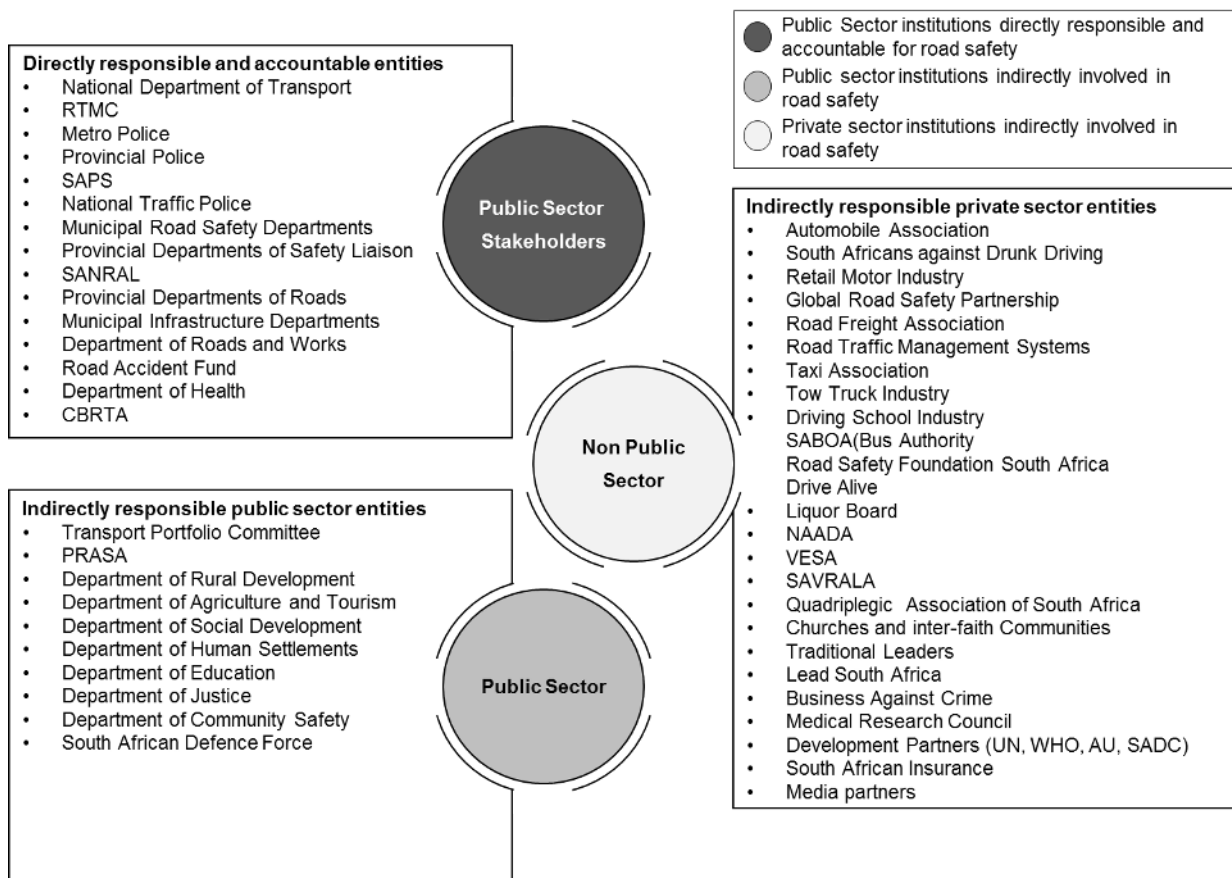 Public Sector institutions directly responsible and
accountable for road safety
Public sector institutions indirectly involved in
road safety
Private sector institutions indirectly involved in
road safety
Directly responsible and accountable entities
• National Department of Transport
• RTMC
• Metro Police
• Provincial Police
• SAPS
• National Traffic Police
• Municipal Road Safety Departments
• Provincial Departments of Safety Liaison
• SANRAL
• Provincial Departments of Roads
• Municipal Infrastructure Departments
• Department of Roads and Works
• Road Accident Fund
• Department of Health
• CBRTA
Public Sector
Stakeholders
Non Public
Sector
Public Sector
Indirectly responsible public sector entities
• Transport Portfolio Committee
• PRASA
• Department of Rural Development
• Department of Agriculture and Tourism
• Department of Social Development
• Department of Human Settlements
• Department of Education
• Department of Justice
• Department of Community Safety
• South African Defence Force
Indirectly responsible private sector entities
• Automobile Association
• South Africans against Drunk Driving
• Retail Motor Industry
• Global Road Safety Partnership
• Road Freight Association
• Road Traffic Management Systems
• Taxi Association
• Tow Truck Industry
• Driving School Industry
SABOA(Bus Authority
Road Safety Foundation South Africa
Drive Alive
• Liquor Board
• NAADA
• VESA
• SAVRALA
• Quadriplegic Association of South Africa
• Churches and inter-faith Communities
• Traditional Leaders
• Lead South Africa
• Business Against Crime
• Medical Research Council
• Development Partners (UN, WHO, AU, SADC)
• South African Insurance
• Media partners